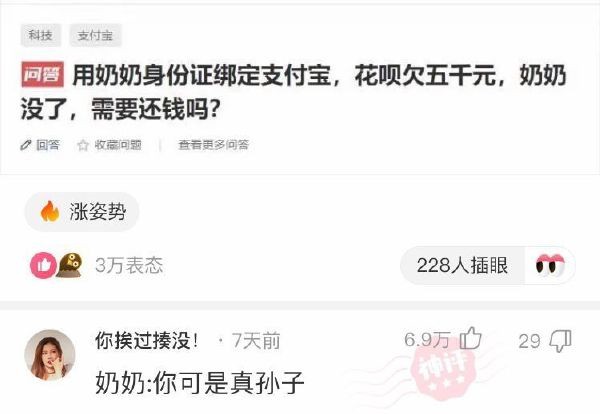 科技 支付宝
问答 用奶奶身份证绑定支付宝，花呗欠五千元，奶奶
没了，需要还钱吗？
回答 收藏问题 查看更多问答
涨姿势
3万表态 228人插眼
你挨过揍没！ · 7天前 6.9万 29
奶奶:你可是真孙子
神评